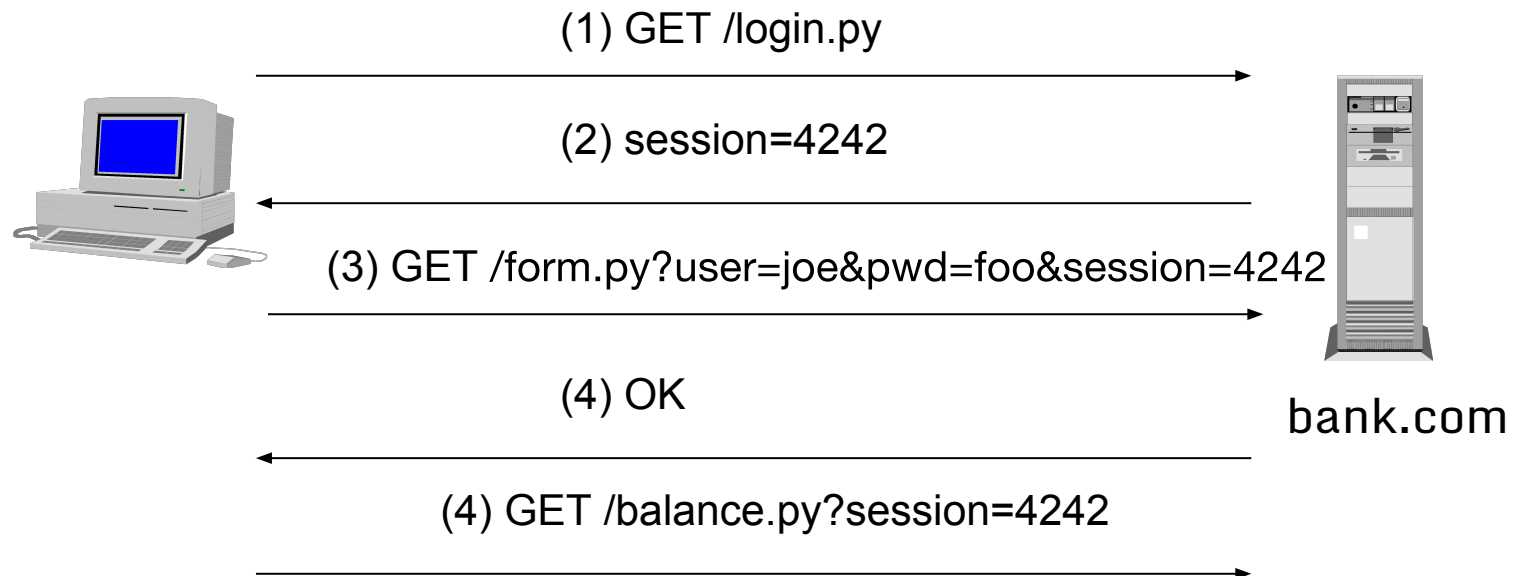 (1) GET /login.py
(2) session=4242
(3) GET /form.py?user=joe&pwd=foo&session=4242
(4) OK
bank.com
(4) GET /balance.py?session=4242